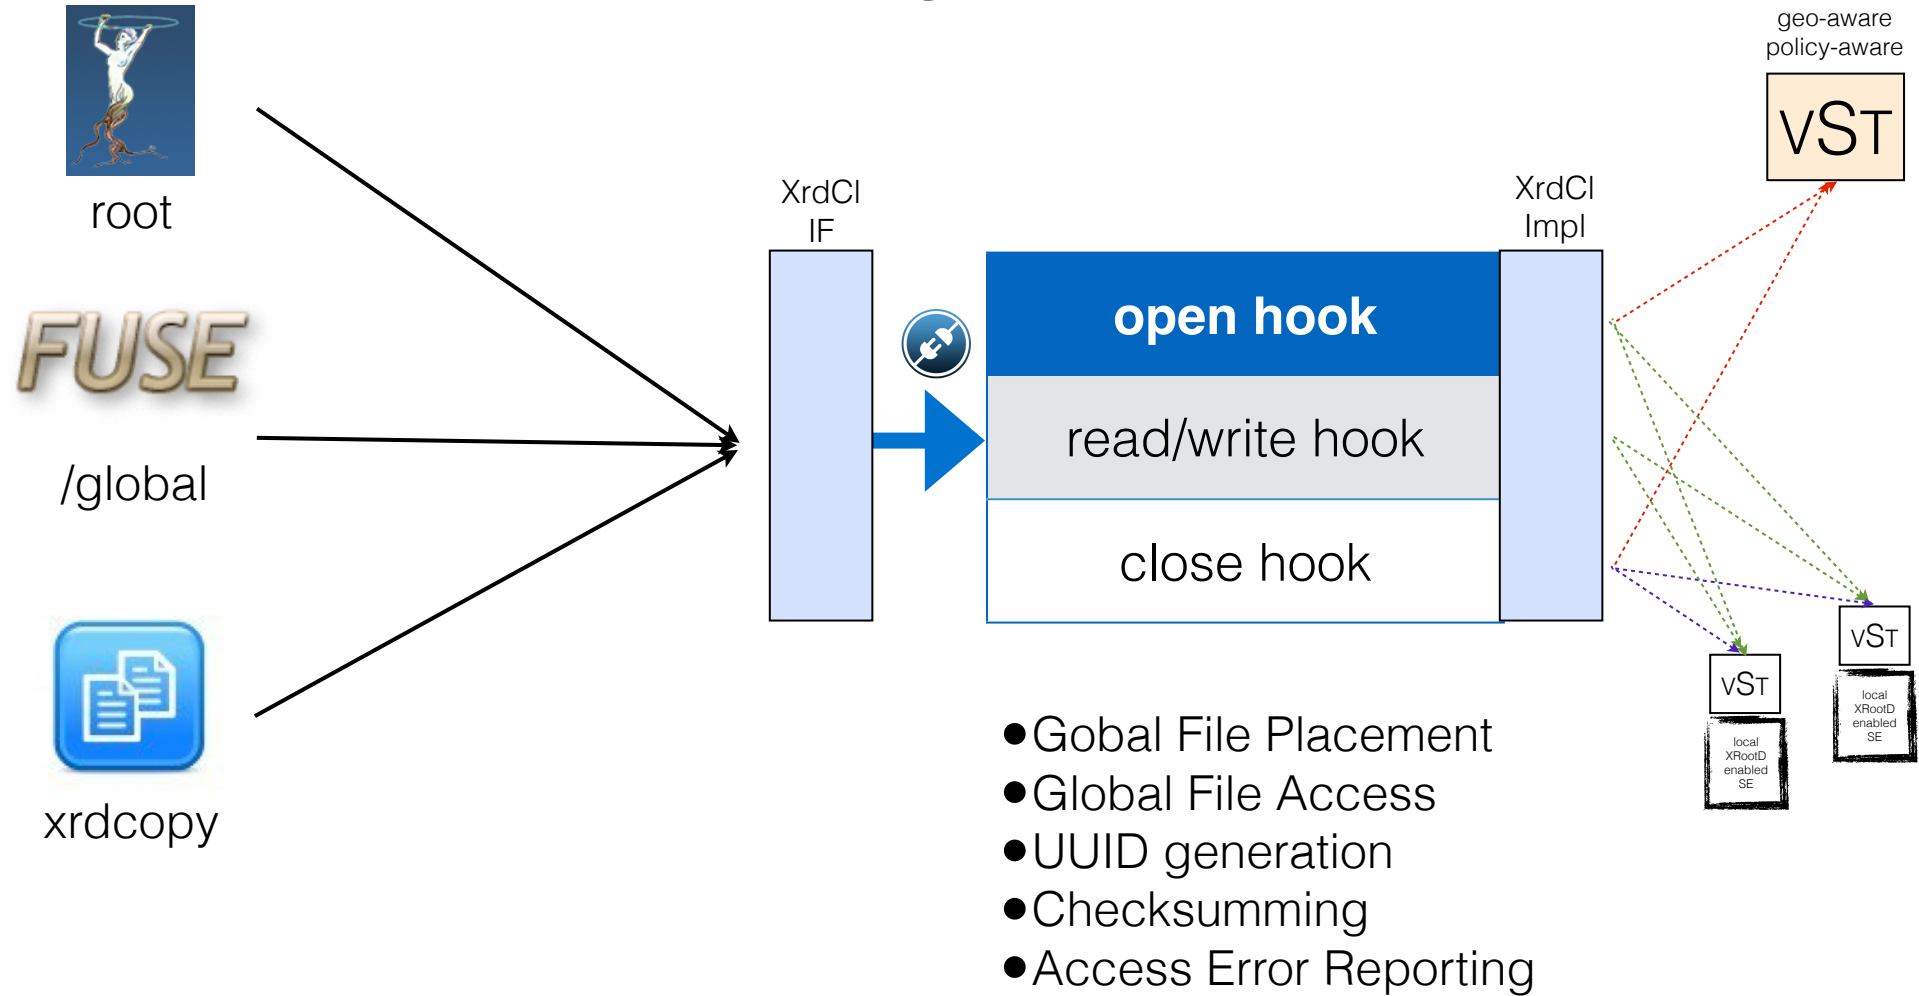 geo-aware
policy-aware
vST
root
XrdCl
IF
XrdCl
Impl
open hook
FUSE
read/write hook
/global
close hook
vST
local
XRootD
enabled
SE
vST
local
XRootD
enabled
SE
xrdcopy
•Gobal File Placement
•Global File Access
•UUID generation
•Checksumming
•Access Error Reporting